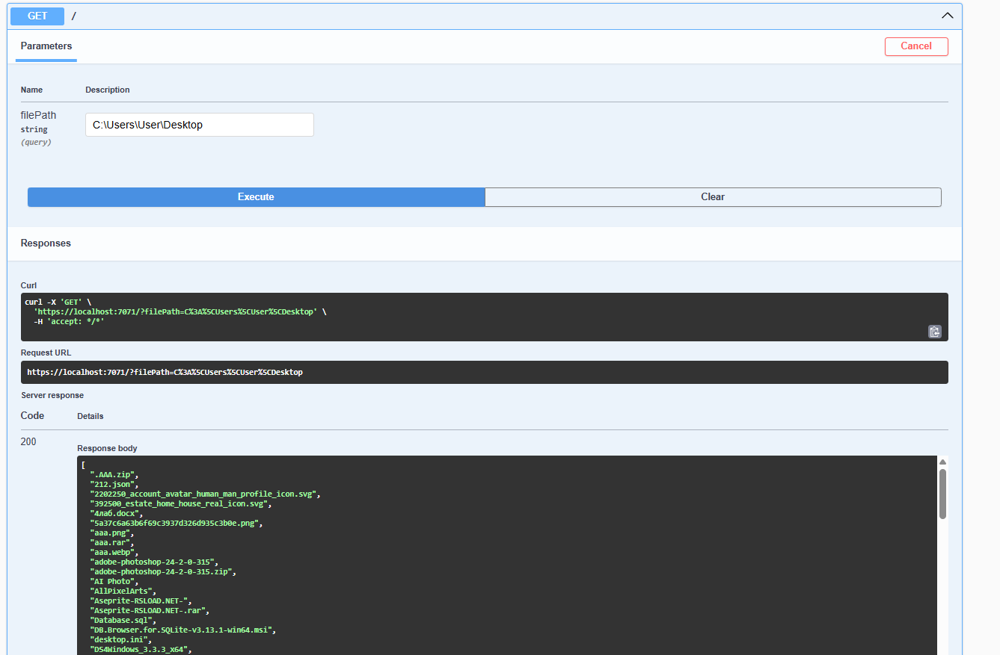 GET /
Parameters
Cancel
Name Description
filePath
string
(query)
C:\Users\User\Desktop
Execute Clear
Responses
Curl
curl -X 'GET' \
'https://localhost:7071/?filePath=C%3A%5CUsers%5CUser%5CDesktop' \
-H 'accept: */*'
Request URL
https://localhost:7071/?filePath=C%3A%5CUsers%5CUser%5CDesktop
Server response
Code Details
200
Response body
[
".AAA.zip",
"212.json",
"2202250_account_avatar_human_man_profile_icon.svg",
"392500_estate_home_house_real_icon.svg",
"4лаб.docx",
"5a37c6a63b6f69c3937d326d935c3b0e.png",
"aaa.png",
"aaa.rar",
"aaa.webp",
"adobe-photoshop-24-2-0-315",
"adobe-photoshop-24-2-0-315.zip",
"AI Photo",
"AllPixelArts",
"Aseprite-RSLOAD.NET-",
"Aseprite-RSLOAD.NET-.rar",
"Database.sql",
"DB.Browser.for.SQLite-v3.13.1-win64.msi",
"desktop.ini",
"DS4Windows_3.3.3_x64",